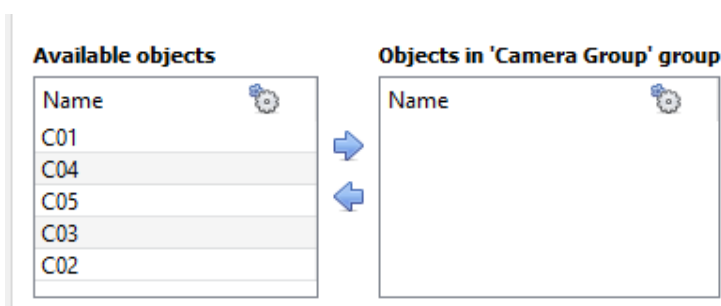 Available objects
Name
C01
C04
C05
C03
C02
Objects in 'Camera Group' group
Name